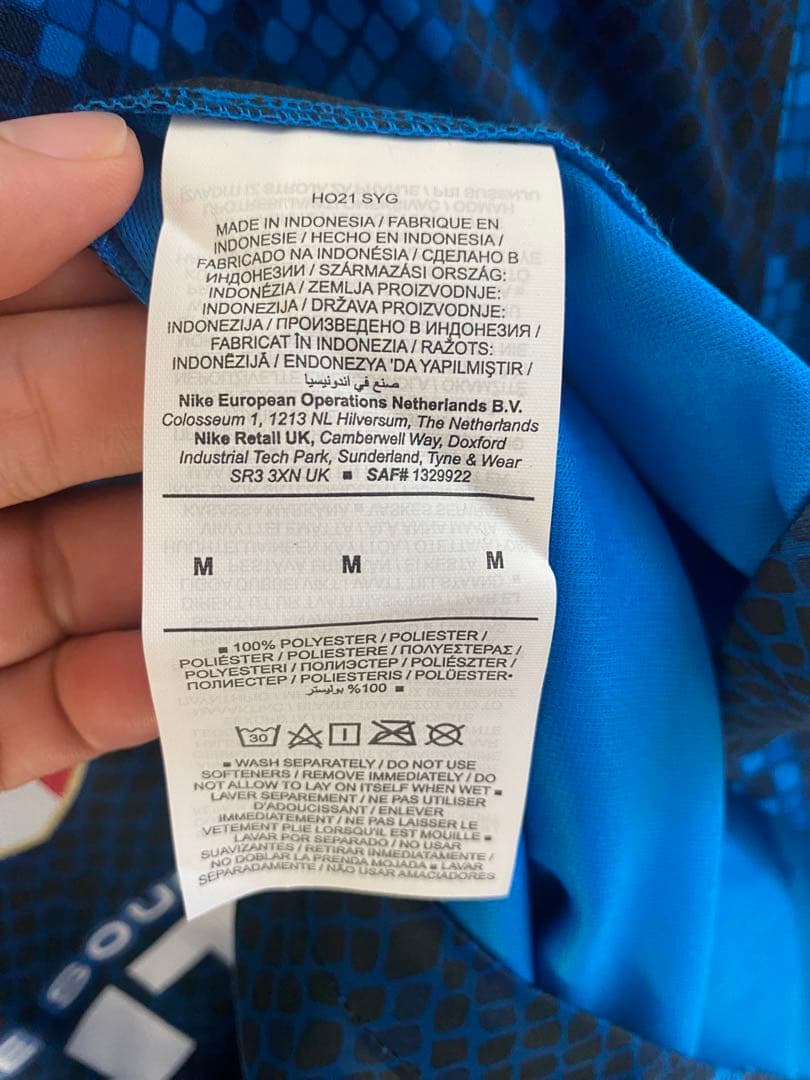 HO21 SYG
MADE IN INDONESIA / FABRIQUE EN
INDONESIE / HECHO EN INDONESIA /
FABRICADO NA INDONÉSIA / СДЕЛАНО В
ИНДОНЕЗИИ / SZÁRMAZÁSI ORSZÁG:
INDONÉZIA / ZEMLJA PROIZVODNJE:
INDONEZIJA / DRŽAVA PROIZVODNJE:
INDONEZIJA / ПРОИЗВЕДЕНО В ИНДОНЕЗИЯ /
FABRICAT ÎN INDONEZIA / RAŽOTS:
INDONĒZIJĀ / ENDONEZYA 'DA YAPILMIŞTIR /
صنع في أندونيسيا
Nike European Operations Netherlands B.V.
Colosseum 1, 1213 NL Hilversum, The Netherlands
Nike Retail UK, Camberwell Way, Doxford
Industrial Tech Park, Sunderland, Tyne & Wear
SR3 3XN UK ■ SAF# 1329922
M M M
■ 100% POLYESTER / POLIESTER /
POLIÉSTER / POLIESTERE / ΠΟΛΥΕΣΤΕΡΑΣ /
POLYESTERI / ПОЛИЭСТЕР / POLIÉSZTER /
ПОЛИЕСТЕР / POLIESTERIS / POLÜESTER•
100% بوليستر ■
30
■ WASH SEPARATELY / DO NOT USE
SOFTENERS / REMOVE IMMEDIATELY / DO
NOT ALLOW TO LAY ON ITSELF WHEN WET ■
LAVER SEPAREMENT / NE PAS UTILISER
D'ADOUCISSANT / ENLEVER
IMMEDIATEMENT / NE PAS LAISSER LE
VETEMENT PLIE LORSQU'IL EST MOUILLE ■
LAVAR POR SEPARADO / NO USAR
SUAVIZANTES / RETIRAR INMEDIATAMENTE /
NO DOBLAR LA PRENDA MOJADA ■ LAVAR
SEPARADAMENTE / NÃO USAR AMACIADORES